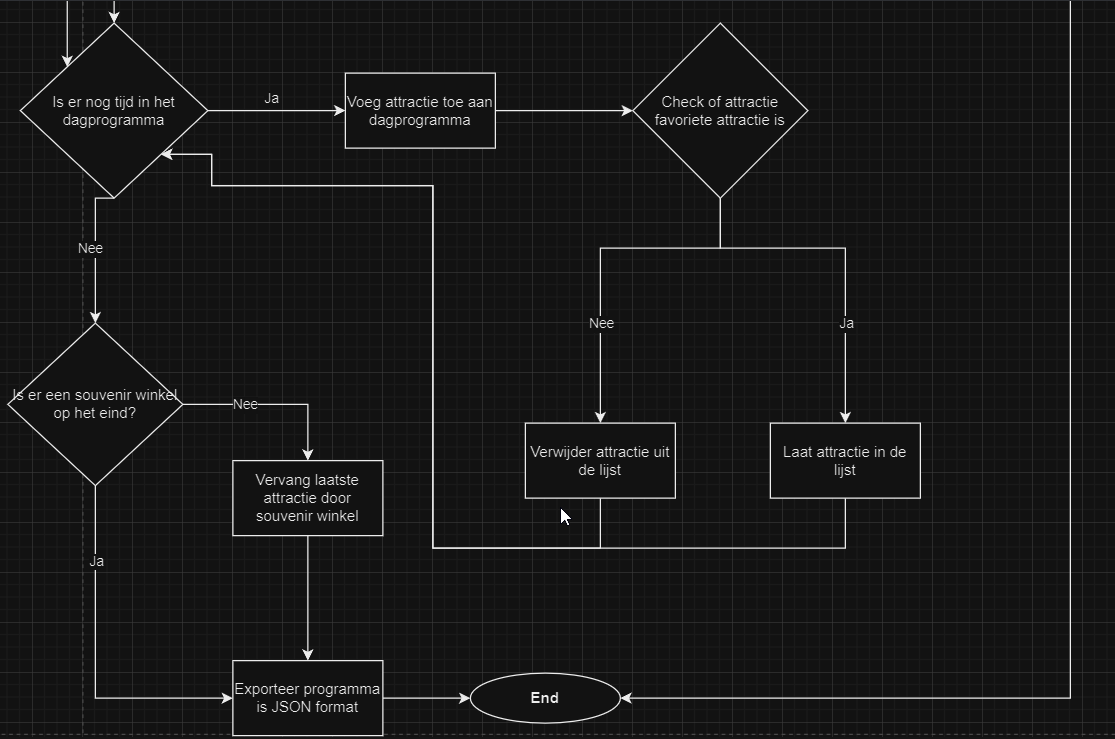 Is er nog tijd in het
dagprogramma
Ja
Voeg attractie toe aan
dagprogramma
Check of attractie
favoriete attractie is
Nee
Nee
Ja
Is er een souvenir winkel
op het eind?
Nee
Verwijder attractie uit
de lijst
Laat attractie in de
lijst
Vervang laatste
attractie door
souvenir winkel
Ja
Exporteer programma
is JSON format
End